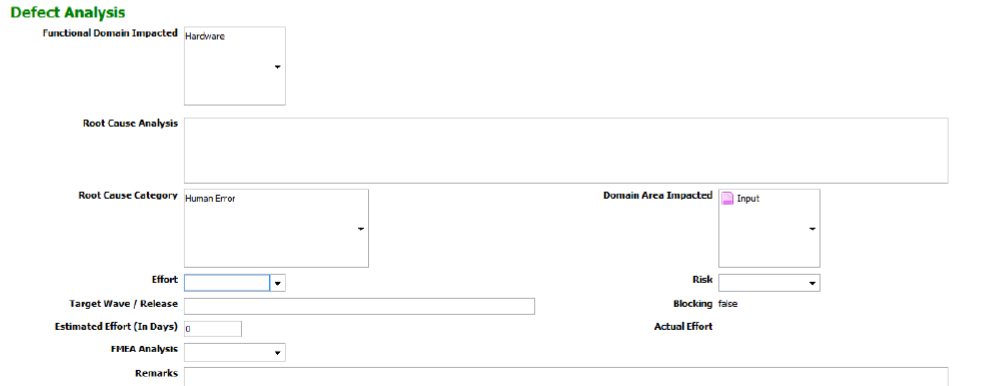 Defect Analysis
Functional Domain Impacted Hardware
Root Cause Analysis
Root Cause Category Human Error Domain Area Impacted Input
Effort Risk
Target Wave / Release Blocking false
Estimated Effort (In Days) 0 Actual Effort
FMEA Analysis
Remarks